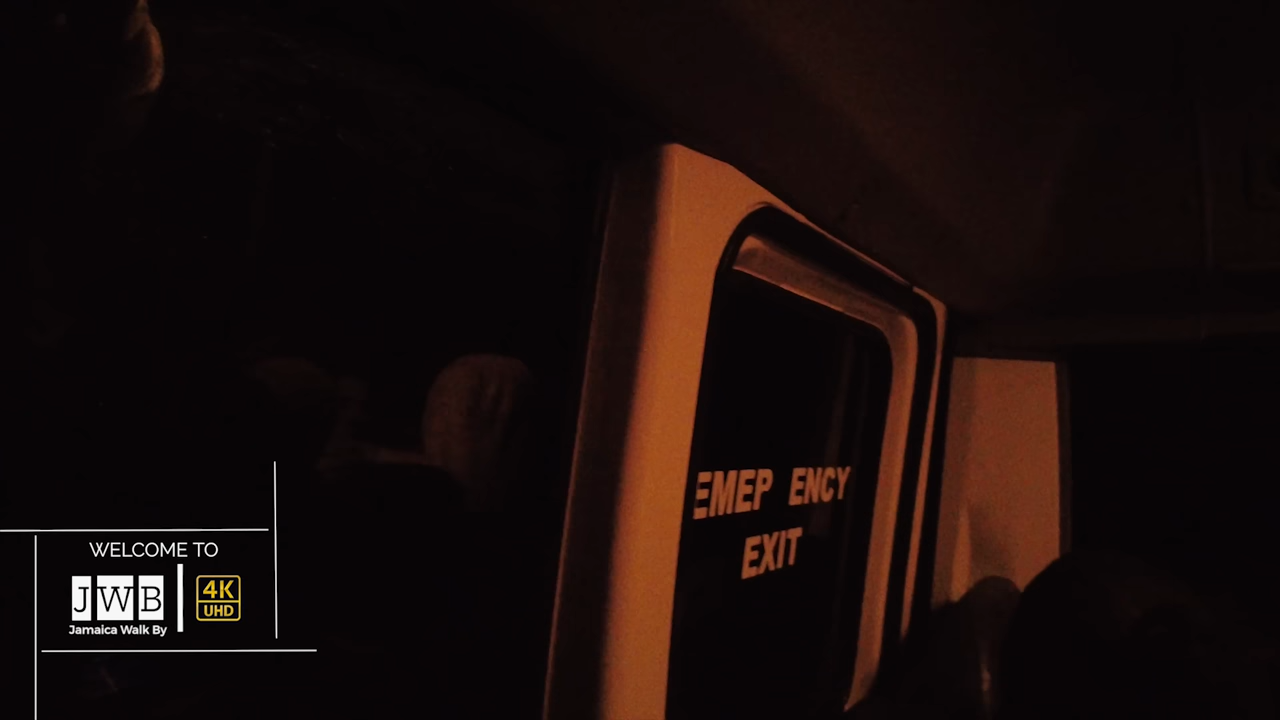 EMEP ENCY
EXIT
WELCOME TO
JWB
4K
UHD
Jamaica Walk By